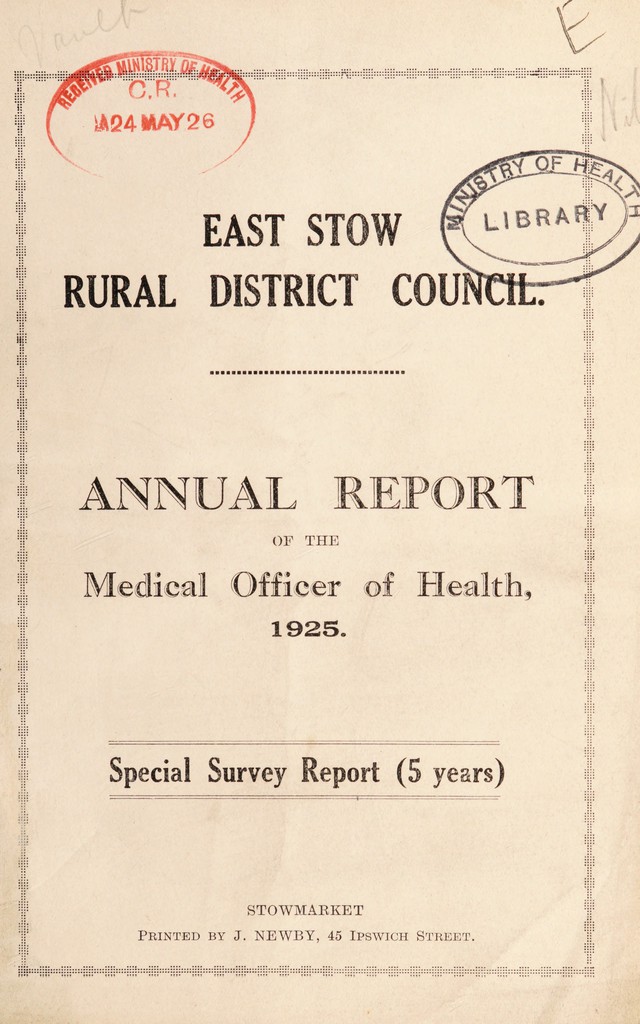 E
RECEIVED MINISTRY OF HEALTH
C.R.
24 MAY 26
MINISTRY OF HEALTH
LIBRARY
EAST STOW
RURAL DISTRICT COUNCIL.
ANNUAL REPORT
OF THE
Medical Officer of Health,
1925.
Special Survey Report (5 years)
STOWMARKET
PRINTED BY J. NEWBY, 45 IPSWICH STREET.